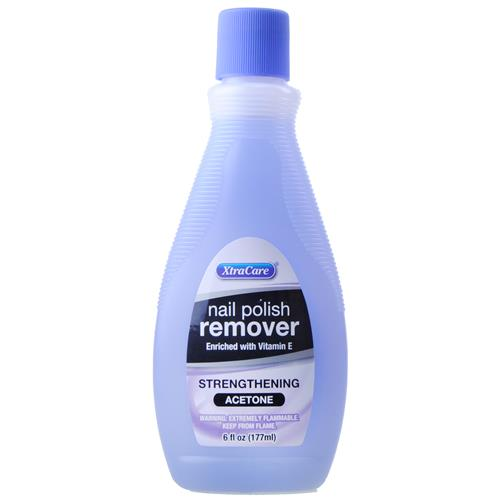 XtraCare®
nail polish
remover
Enriched with Vitamin E
STRENGTHENING
ACETONE
WARNING: EXTREMELY FLAMMABLE
KEEP FROM FLAME
6 fl oz (177ml)